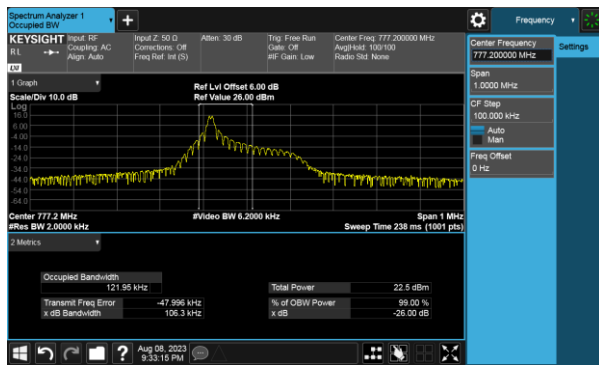 Spectrum Analyzer 1
Occupied BW
Frequency
KEYSIGHT
Input: RF
Input Z: 50 Ω
Atten: 30 dB
Trig: Free Run
Center Freq: 777.200000 MHz
RL
Coupling: AC
Corrections: Off
Gate: Off
Avg|Hold: 100/100
Align: Auto
Freq Ref: Int (S)
#IF Gain: Low
Radio Std: None
LXI
Center Frequency
777.200000 MHz
Settings
Span
1.0000 MHz
CF Step
100.000 kHz
Auto
Man
Freq Offset
0 Hz
1 Graph
Ref Lvl Offset 6.00 dB
Scale/Div 10.0 dB
Ref Value 26.00 dBm
Log
16.0
6.00
-4.00
-14.0
-24.0
-34.0
-44.0
-54.0
-64.0
Center 777.2 MHz
#Video BW 6.2000 kHz
Span 1 MHz
#Res BW 2.0000 kHz
Sweep Time 238 ms (1001 pts)
2 Metrics
Occupied Bandwidth
121.95 kHz
Total Power
22.5 dBm
Transmit Freq Error
-47.996 kHz
% of OBW Power
99.00 %
x dB Bandwidth
106.3 kHz
x dB
-26.00 dB
?
Aug 08, 2023
9:33:15 PM